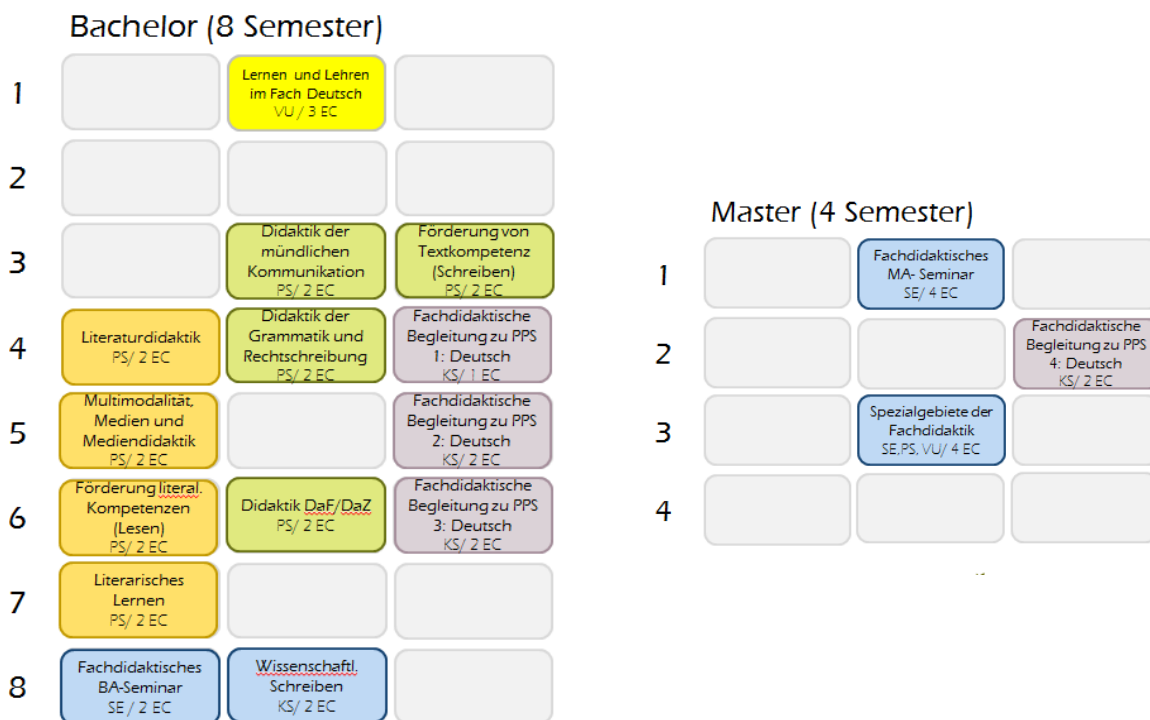 Bachelor (8 Semester)
1
Lernen und Lehren
im Fach Deutsch
VU / 3 EC
2
3
Didaktik der
mündlichen
Kommunikation
PS/ 2 EC
Förderung von
Textkompetenz
(Schreiben)
PS/ 2 EC
4
Literaturdidaktik
PS/ 2 EC
Didaktik der
Grammatik und
Rechtschreibung
PS/ 2 EC
Fachdidaktische
Begleitung zu PPS
1: Deutsch
KS/ 1 EC
5
Multimodalität,
Medien und
Mediendidaktik
PS/ 2 EC
Fachdidaktische
Begleitung zu PPS
2: Deutsch
KS/ 2 EC
6
Förderung literal.
Kompetenzen
(Lesen)
PS/ 2 EC
Didaktik DaF/DaZ
PS/ 2 EC
Fachdidaktische
Begleitung zu PPS
3: Deutsch
KS/ 2 EC
7
Literarisches
Lernen
PS/ 2 EC
8
Fachdidaktisches
BA-Seminar
SE / 2 EC
Wissenschaftl.
Schreiben
KS/ 2 EC
Master (4 Semester)
1
Fachdidaktisches
MA- Seminar
SE/ 4 EC
2
Fachdidaktische
Begleitung zu PPS
4: Deutsch
KS/ 2 EC
3
Spezialgebiete der
Fachdidaktik
SE,PS, VU/ 4 EC
4